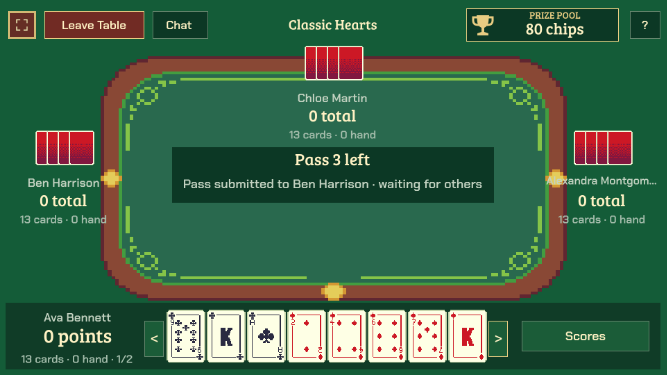 Leave Table
Chat
Classic Hearts
PRIZE POOL
80 chips
?
Chloe Martin
0 total
13 cards · 0 hand
Pass 3 left
Pass submitted to Ben Harrison · waiting for others
Ben Harrison
0 total
13 cards · 0 hand
Montgom...
0 total
13 cards · 0 hand
Ava Bennett
0 points
13 cards · 0 hand · 1/2
<
K
K
>
Scores